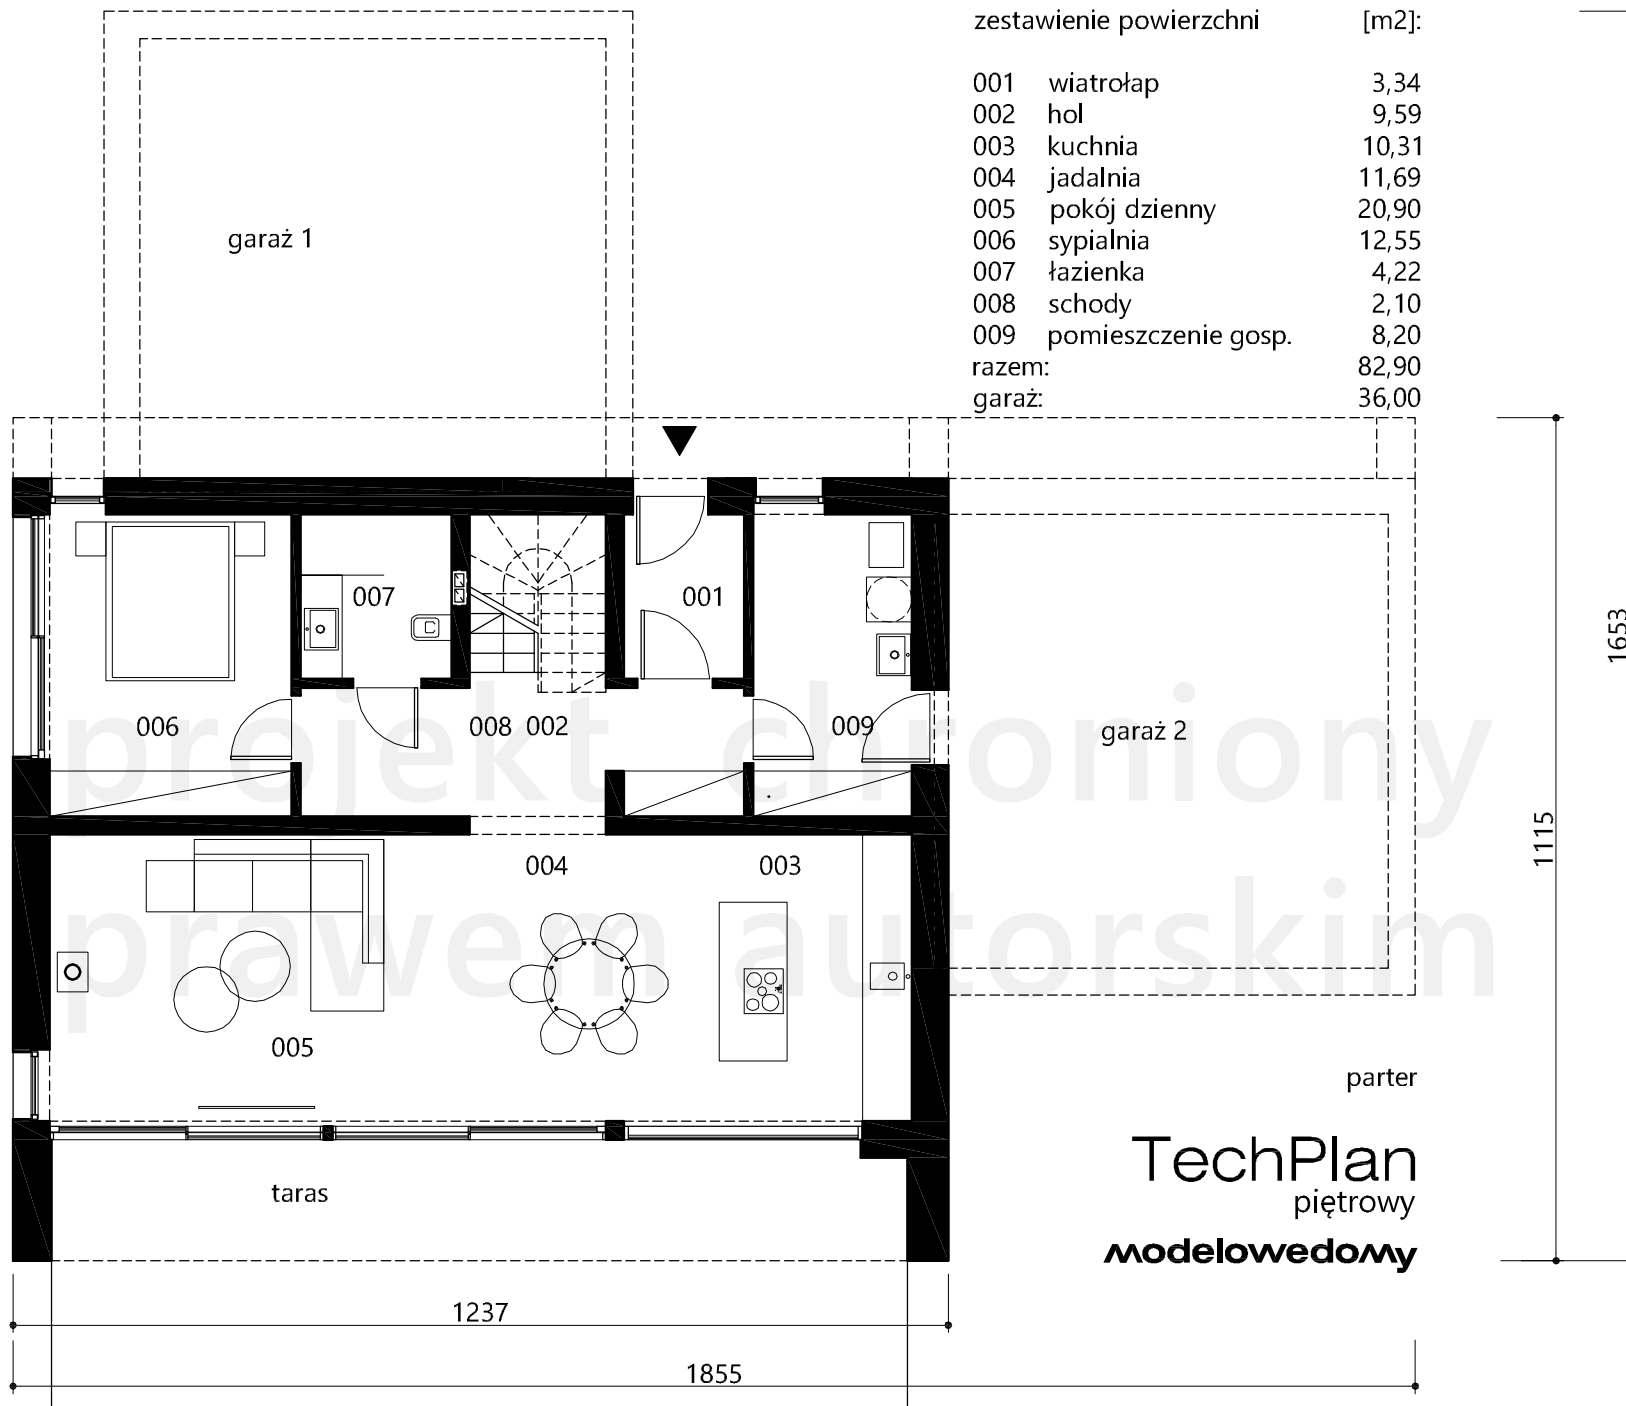 zestawienie powierzchni [m2]:
001 wiatrołap 3,34
002 hol 9,59
003 kuchnia 10,31
004 jadalnia 11,69
005 pokój dzienny 20,90
006 sypialnia 12,55
007 łazienka 4,22
008 schody 2,10
009 pomieszczenie gosp. 8,20
razem: 82,90
garaż: 36,00
garaż 1
007
001
1653
006
008 002
009
garaż 2
projekt chroniony
1115
004
003
prawem autorskim
005
parter
TechPlan
piętrowy
taras
modelowedomy
1237
1855